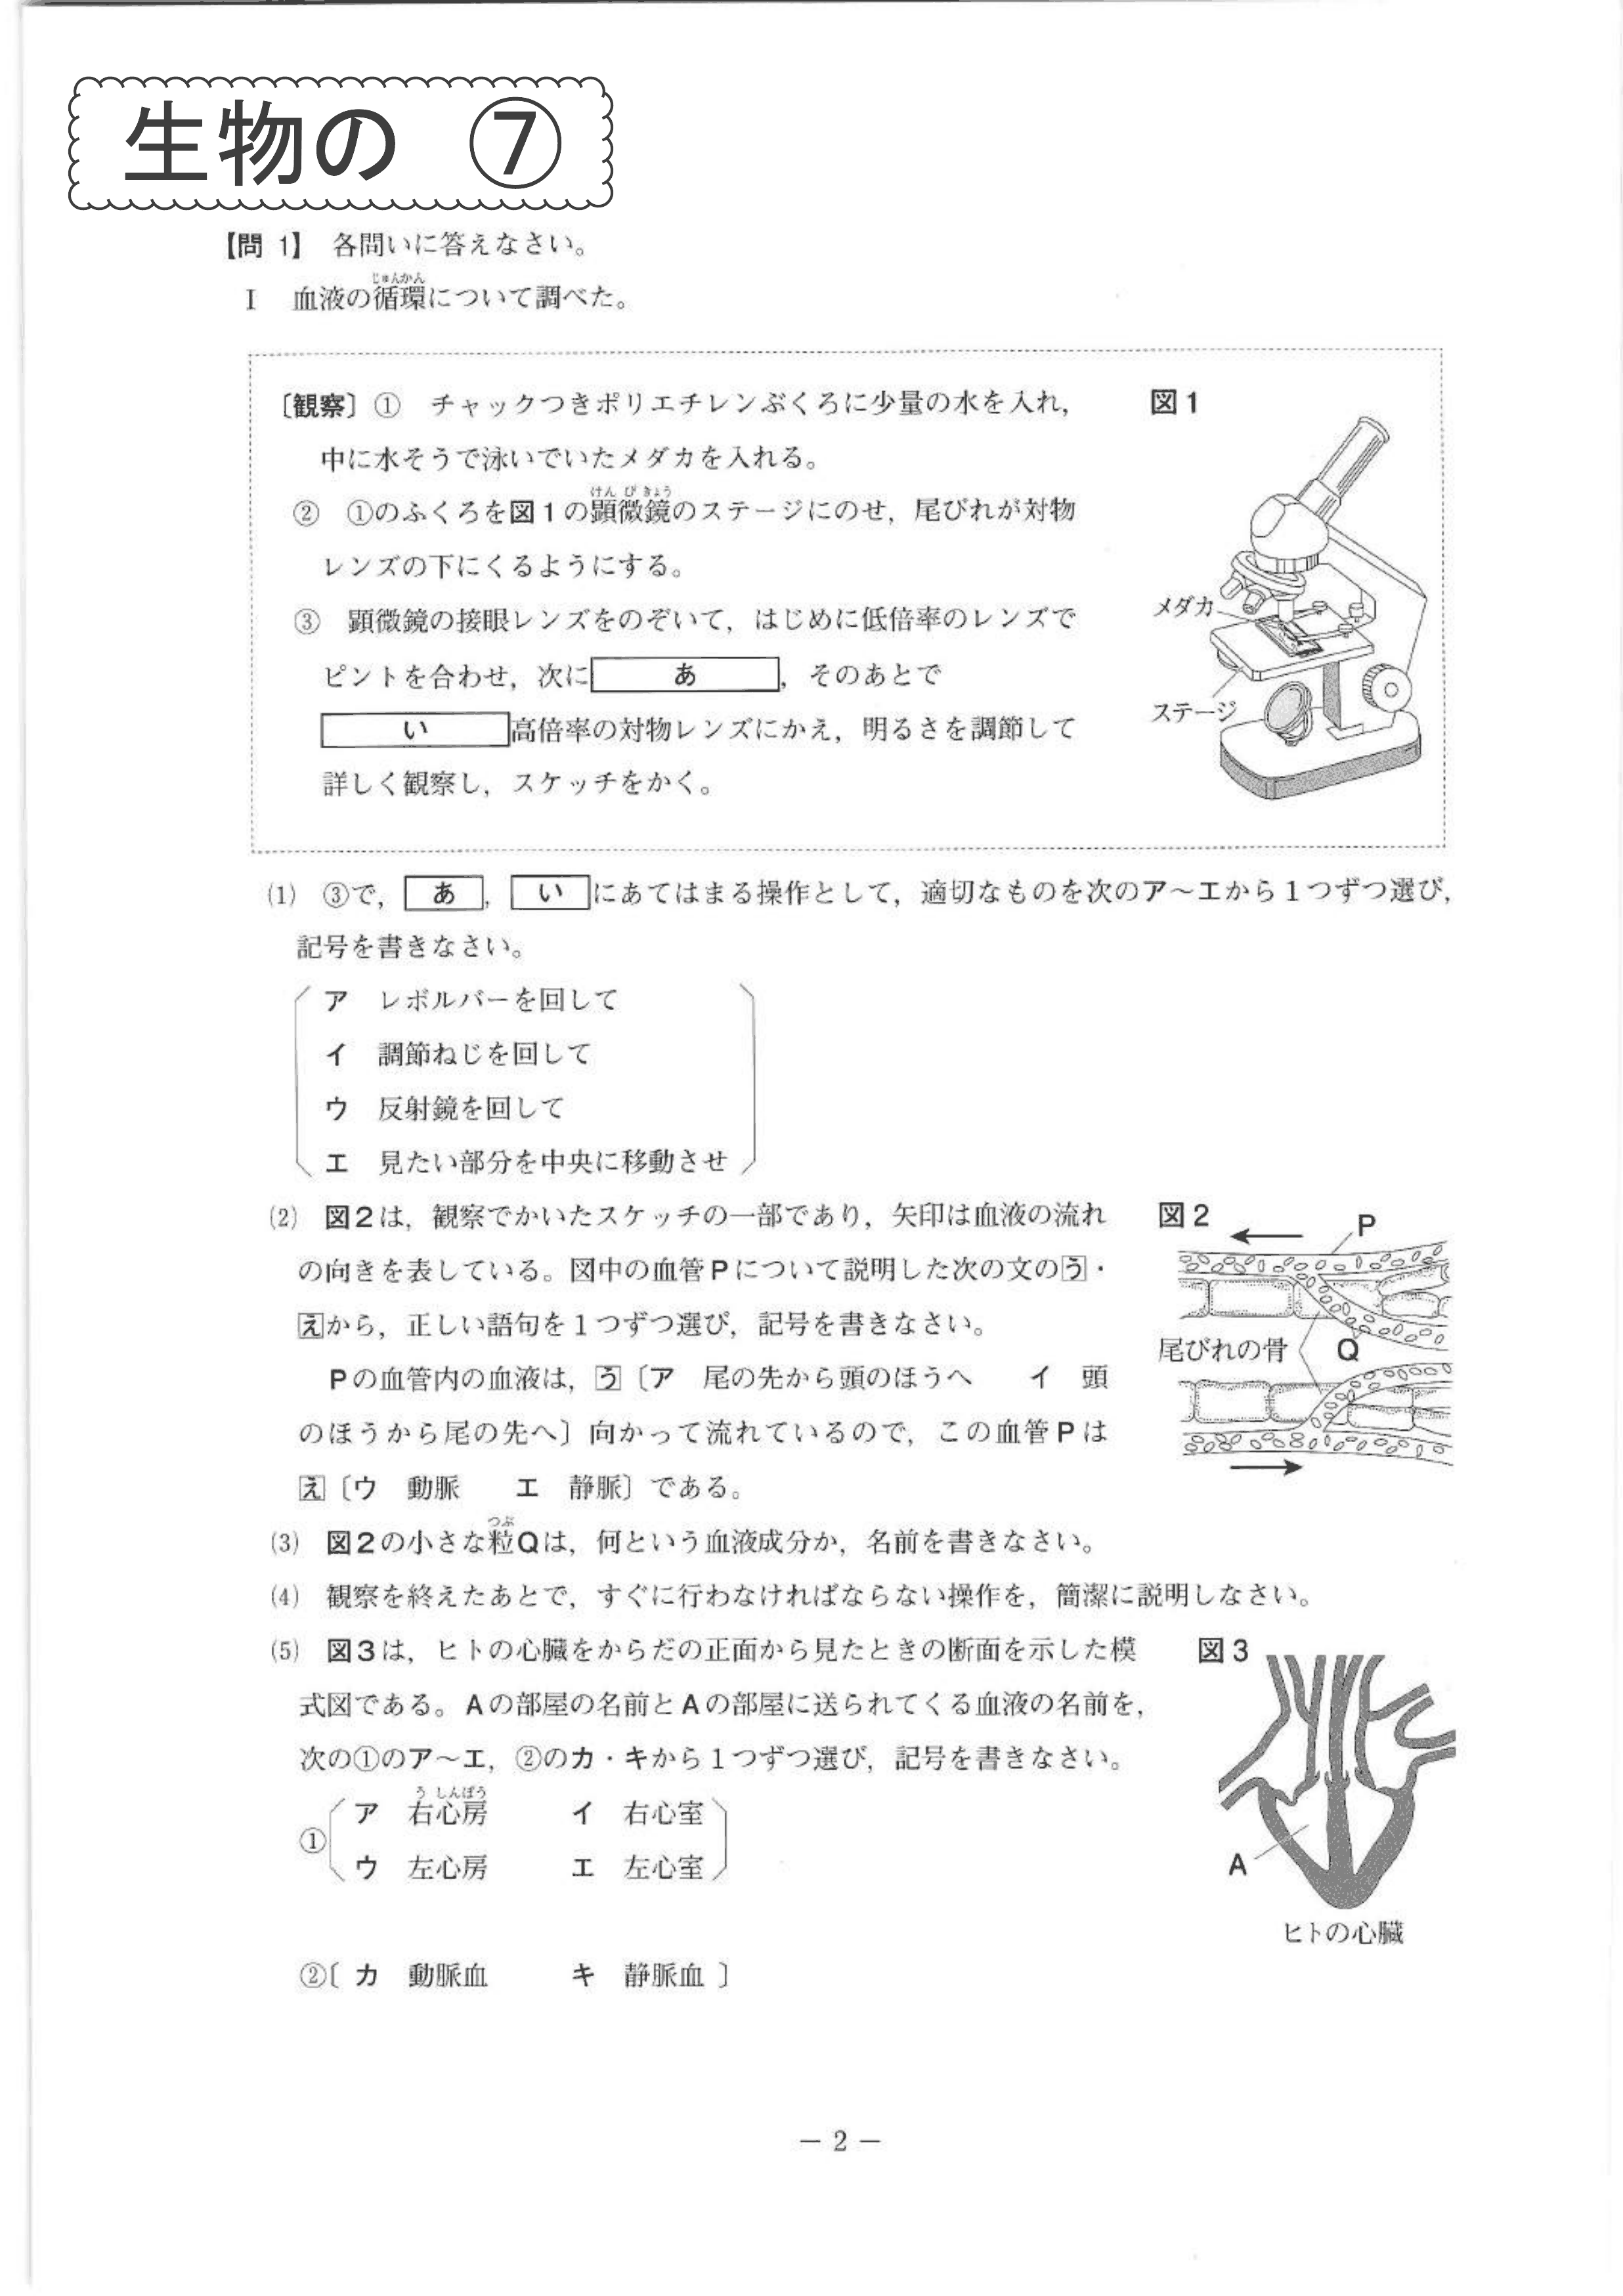 生物の ⑦
【問 1】 各問いに答えなさい。
じゅんかん
Ⅰ 血液の循環について調べた。
〔観察〕① チャックつきポリエチレンぶくろに少量の水を入れ,
中に水そうで泳いでいたメダカを入れる。
けん び きょう
② ①のふくろを図1の顕微鏡のステージにのせ,尾びれが対物
レンズの下にくるようにする。
③ 顕微鏡の接眼レンズをのぞいて,はじめに低倍率のレンズで
ピントを合わせ,次に あ ,そのあとで
い 高倍率の対物レンズにかえ,明るさを調節して
詳しく観察し,スケッチをかく。
図1
メダカ
ステージ
(1) ③で, あ , い にあてはまる操作として,適切なものを次のア〜エから1つずつ選び,
記号を書きなさい。
ア レボルバーを回して
イ 調節ねじを回して
ウ 反射鏡を回して
エ 見たい部分を中央に移動させ
(2) 図2は,観察でかいたスケッチの一部であり,矢印は血液の流れ
の向きを表している。図中の血管Pについて説明した次の文のう・
えから,正しい語句を1つずつ選び,記号を書きなさい。
Pの血管内の血液は,う〔ア 尾の先から頭のほうへ イ 頭
のほうから尾の先へ〕向かって流れているので,この血管Pは
え〔ウ 動脈 エ 静脈〕である。
図2
P
尾びれの骨
Q
つぶ
(3) 図2の小さな粒Qは,何という血液成分か,名前を書きなさい。
(4) 観察を終えたあとで,すぐに行わなければならない操作を,簡潔に説明しなさい。
(5) 図3は,ヒトの心臓をからだの正面から見たときの断面を示した模
式図である。Aの部屋の名前とAの部屋に送られてくる血液の名前を,
次の①のア〜エ,②のカ・キから1つずつ選び,記号を書きなさい。
う しんぼう
①〔ア 右心房 イ 右心室
ウ 左心房 エ 左心室〕
②〔カ 動脈血 キ 静脈血〕
図3
A
ヒトの心臓
− 2 −